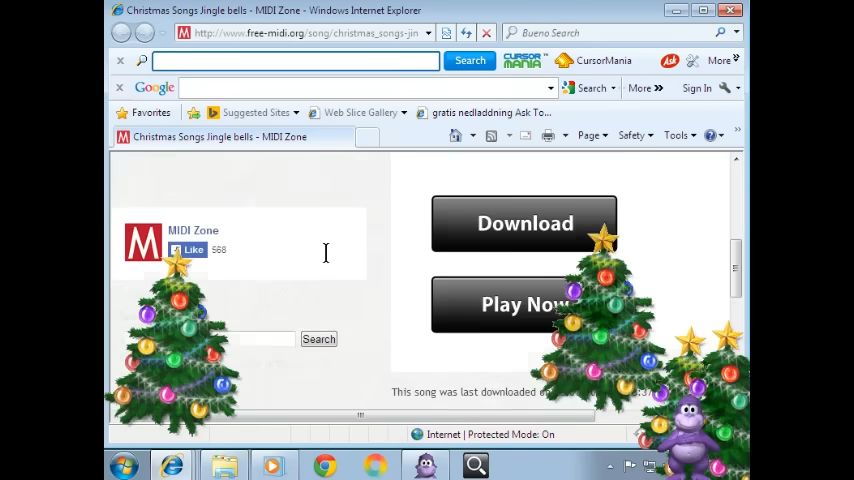 Christmas Songs Jingle bells - MIDI Zone - Windows Internet Explorer
http://www.free-midi.org/song/christmas_songs-jin
Bueno Search
Search
CURSOR MANIA
CursorMania
Ask
More
Google
Search
More
Sign In
Favorites
Suggested Sites
Web Slice Gallery
gratis nedladdning Ask To...
Christmas Songs Jingle bells - MIDI Zone
Page
Safety
Tools
Download
M
MIDI Zone
Like
568
Play Now
Search
This song was last downloaded
Internet | Protected Mode: On